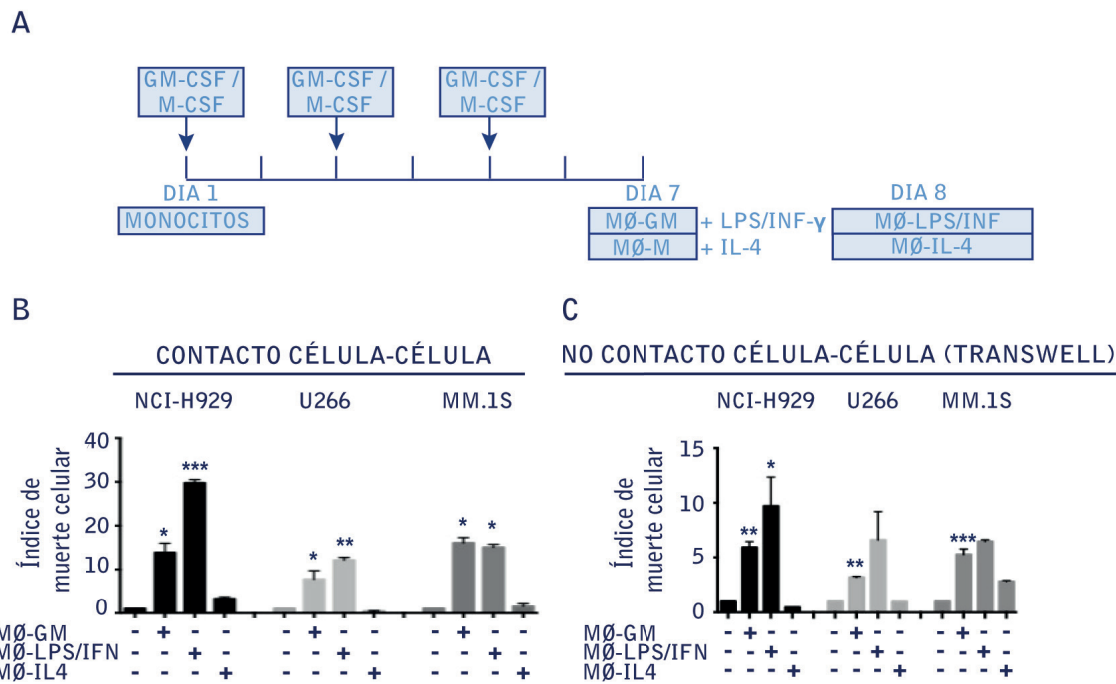 A
GM-CSF / M-CSF
GM-CSF / M-CSF
GM-CSF / M-CSF
DIA 1
MONOCITOS
DIA 7
MØ-GM + LPS/INF-γ
MØ-M + IL-4
DIA 8
MØ-LPS/INF
MØ-IL-4
B
CONTACTO CÉLULA-CÉLULA
NCI-H929 U266 MM.1S
Índice de muerte celular
40
30
20
10
0
* *** * ** * *
MØ-GM - + - - - + - - - + - -
MØ-LPS/IFN - - + - - - + - - - + -
MØ-IL4 - - - + - - - + - - - +
C
NO CONTACTO CÉLULA-CÉLULA (TRANSWELL)
NCI-H929 U266 MM.1S
Índice de muerte celular
15
10
5
0
** * ** ***
MØ-GM - + - - - + - - - + - -
MØ-LPS/IFN - - + - - - + - - - + -
MØ-IL4 - - - + - - - + - - - +